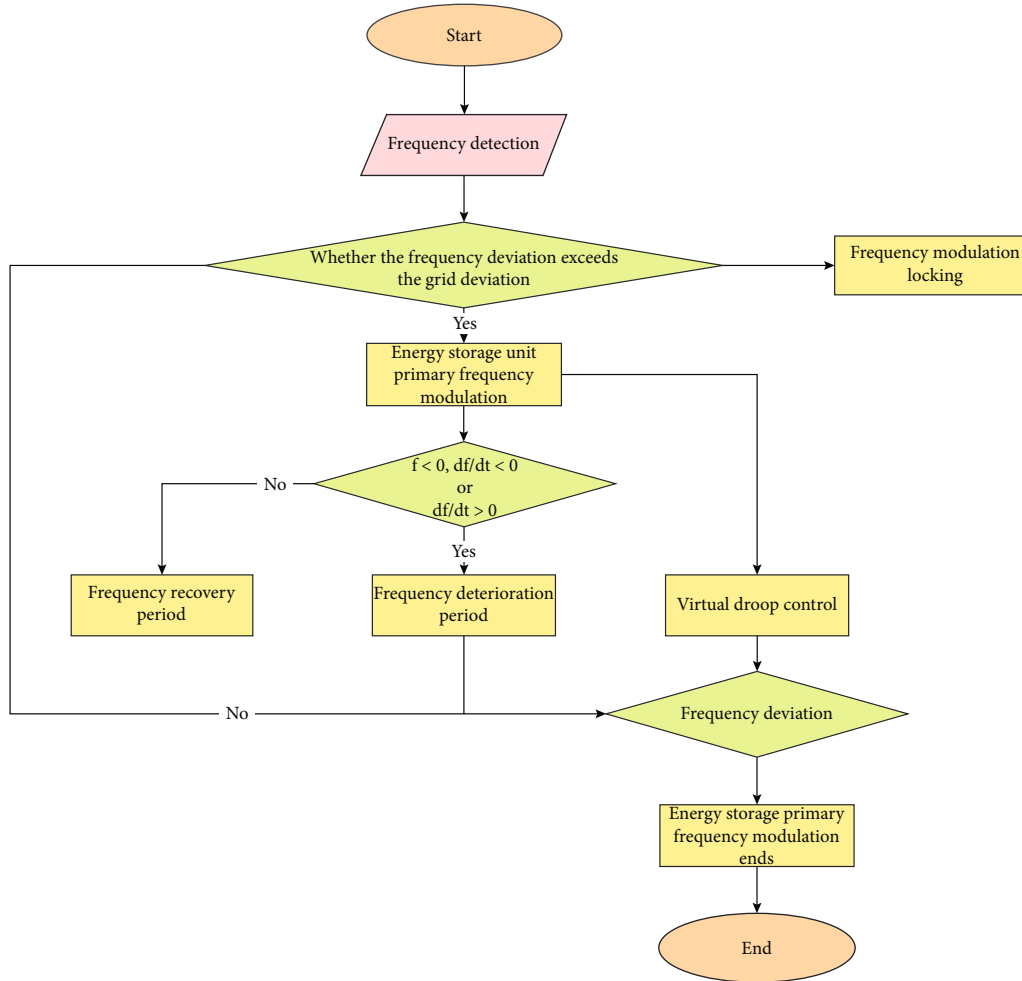 Start
Frequency detection
Whether the frequency deviation exceeds
the grid deviation
Frequency modulation
locking
Yes
Energy storage unit
primary frequency
modulation
f < 0, df/dt < 0
or
df/dt > 0
No
Yes
Frequency recovery
period
Frequency deterioration
period
Virtual droop control
No
Frequency deviation
Energy storage primary
frequency modulation
ends
End